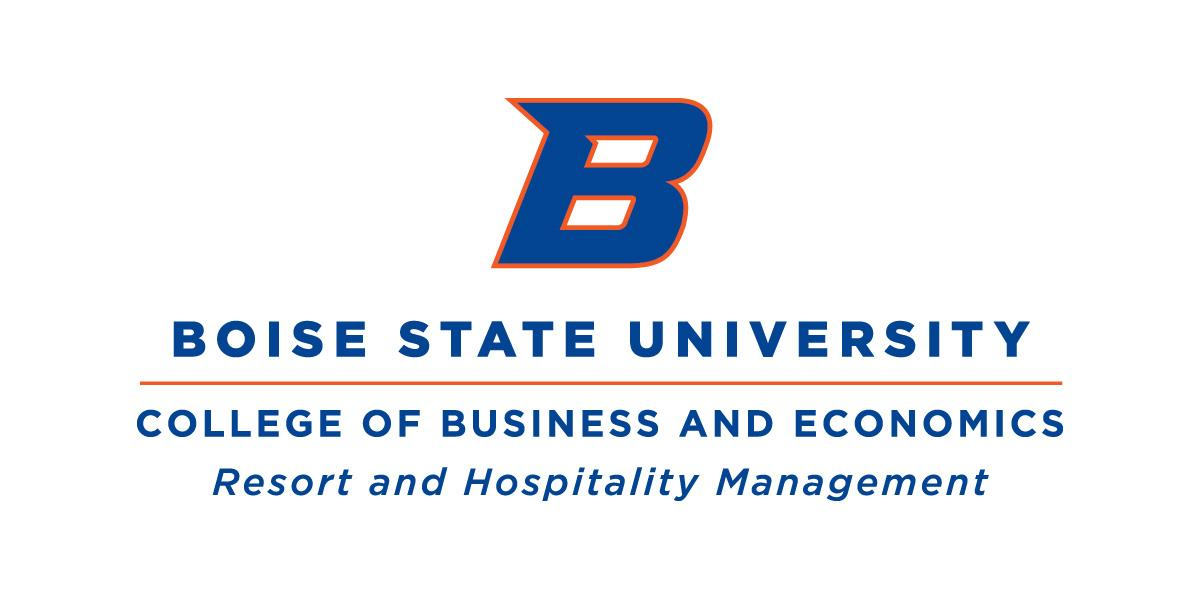 B
BOISE STATE UNIVERSITY
COLLEGE OF BUSINESS AND ECONOMICS
Resort and Hospitality Management